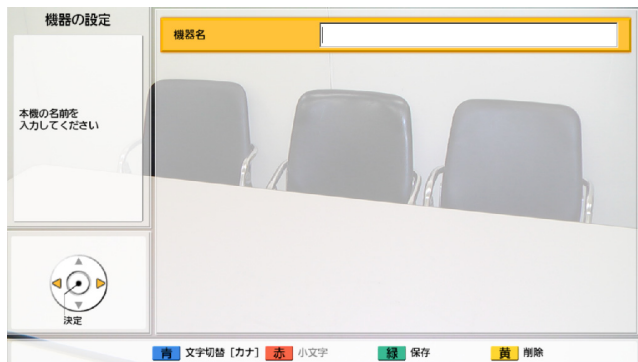 機器の設定
機器名
本機の名前を
入力してください
決定
青 文字切替［カナ］ 赤 小文字 緑 保存 黄 削除